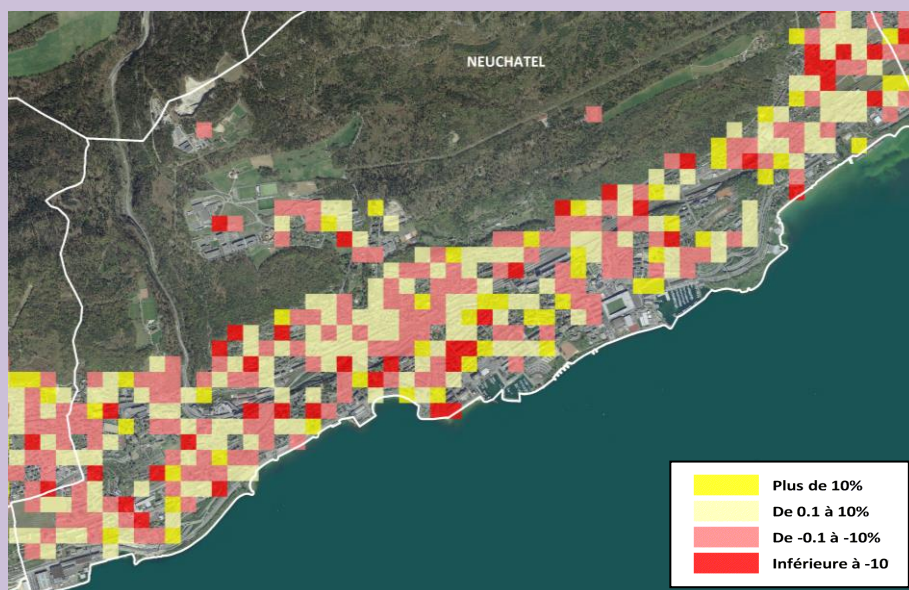 NEUCHATEL
Plus de 10%
De 0.1 à 10%
De -0.1 à -10%
Inférieure à -10